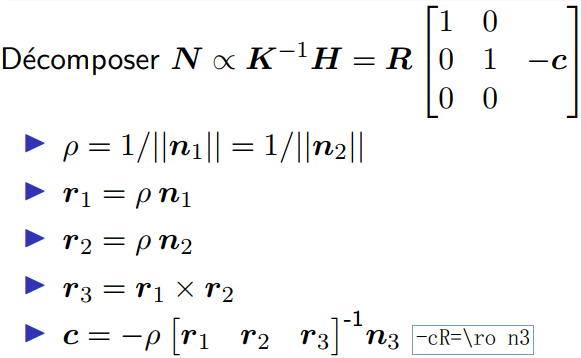 Décomposer N ∝ K⁻¹H = R [1 0; 0 1 −c; 0 0]
▶ ρ = 1/||n₁|| = 1/||n₂||
▶ r₁ = ρ n₁
▶ r₂ = ρ n₂
▶ r₃ = r₁ × r₂
▶ c = −ρ [r₁ r₂ r₃]⁻¹ n₃ -cR=\ro n3